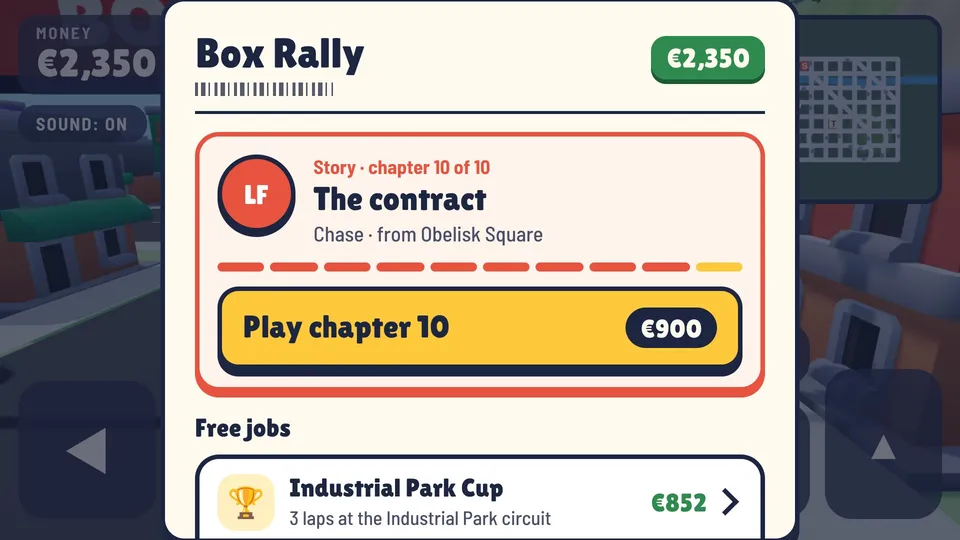 MONEY
€2,350
SOUND: ON
Box Rally
€2,350
LF
Story · chapter 10 of 10
The contract
Chase · from Obelisk Square
Play chapter 10
€900
Free jobs
Industrial Park Cup
3 laps at the Industrial Park circuit
€852
S
T